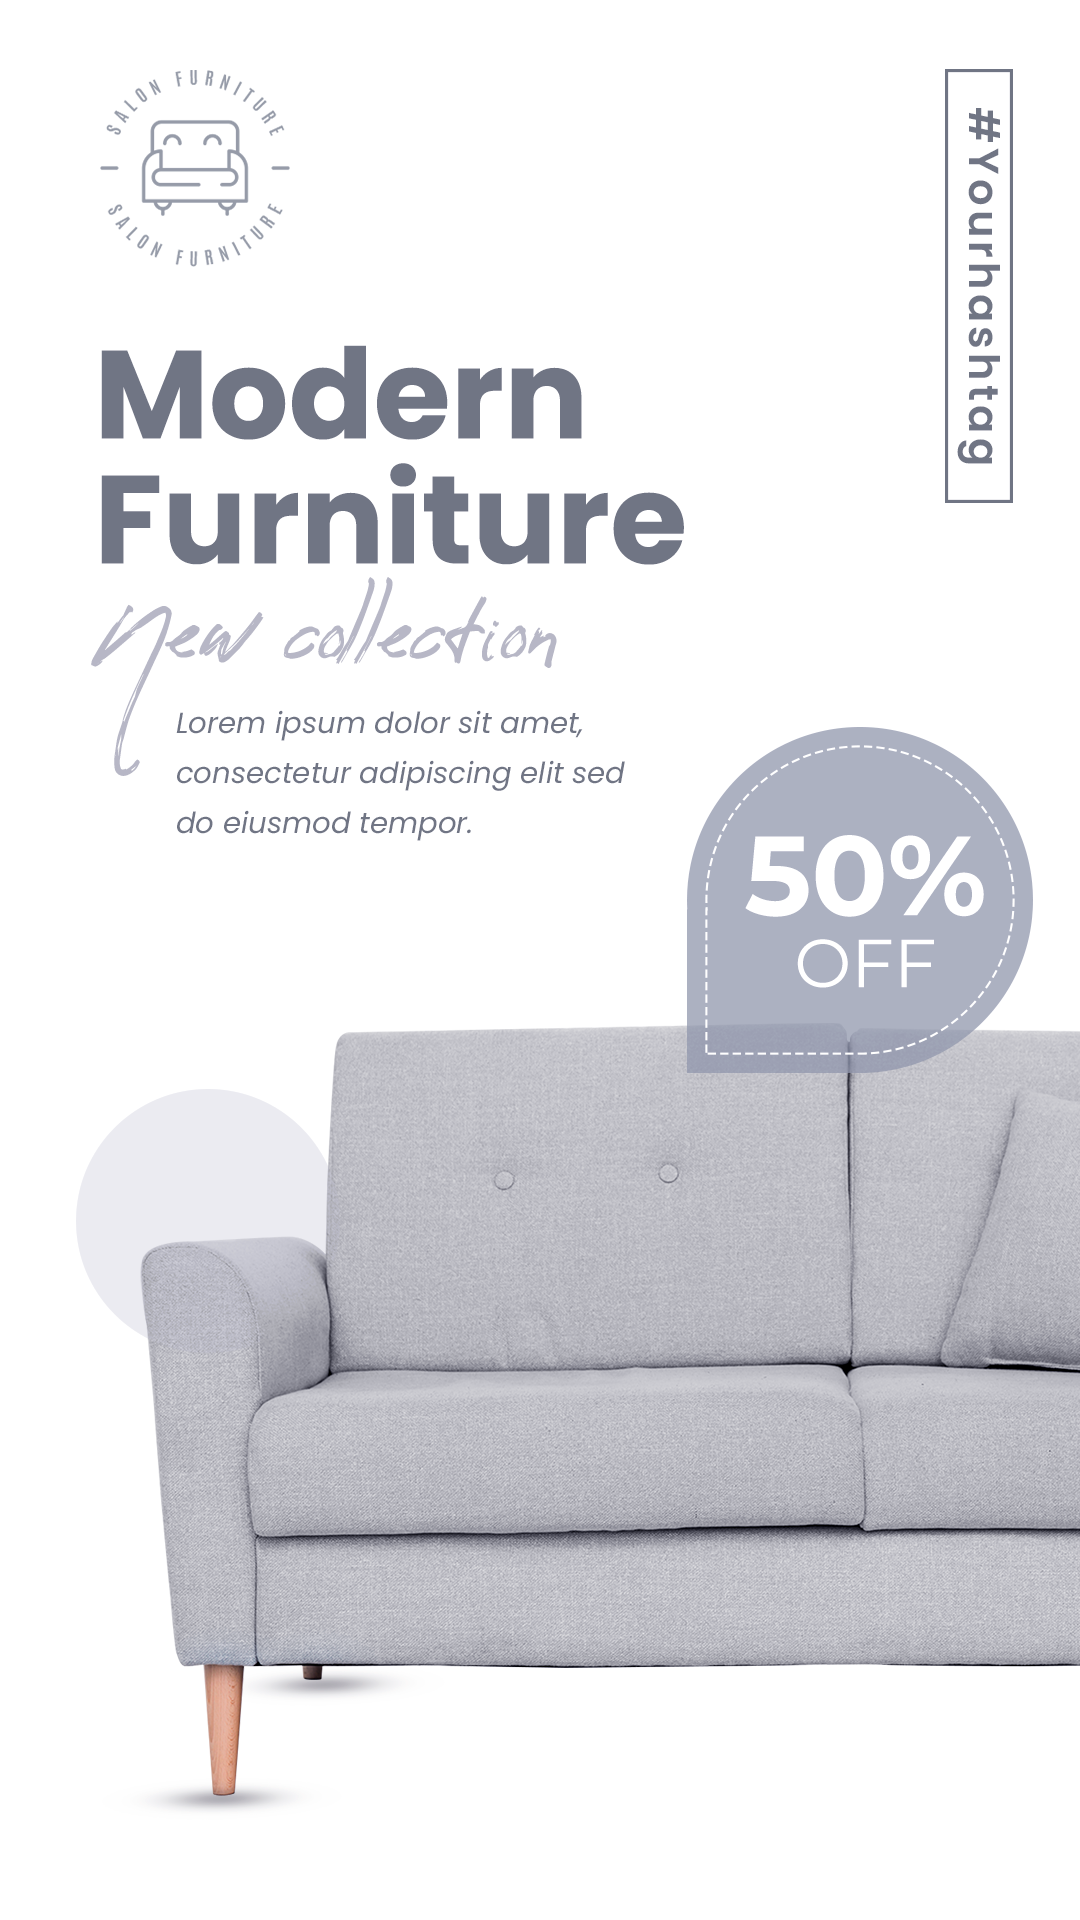 SALON FURNITURE
SALON FURNITURE
#Yourhashtag
Modern
Furniture
New collection
Lorem ipsum dolor sit amet,
consectetur adipiscing elit sed
do eiusmod tempor.
50%
OFF